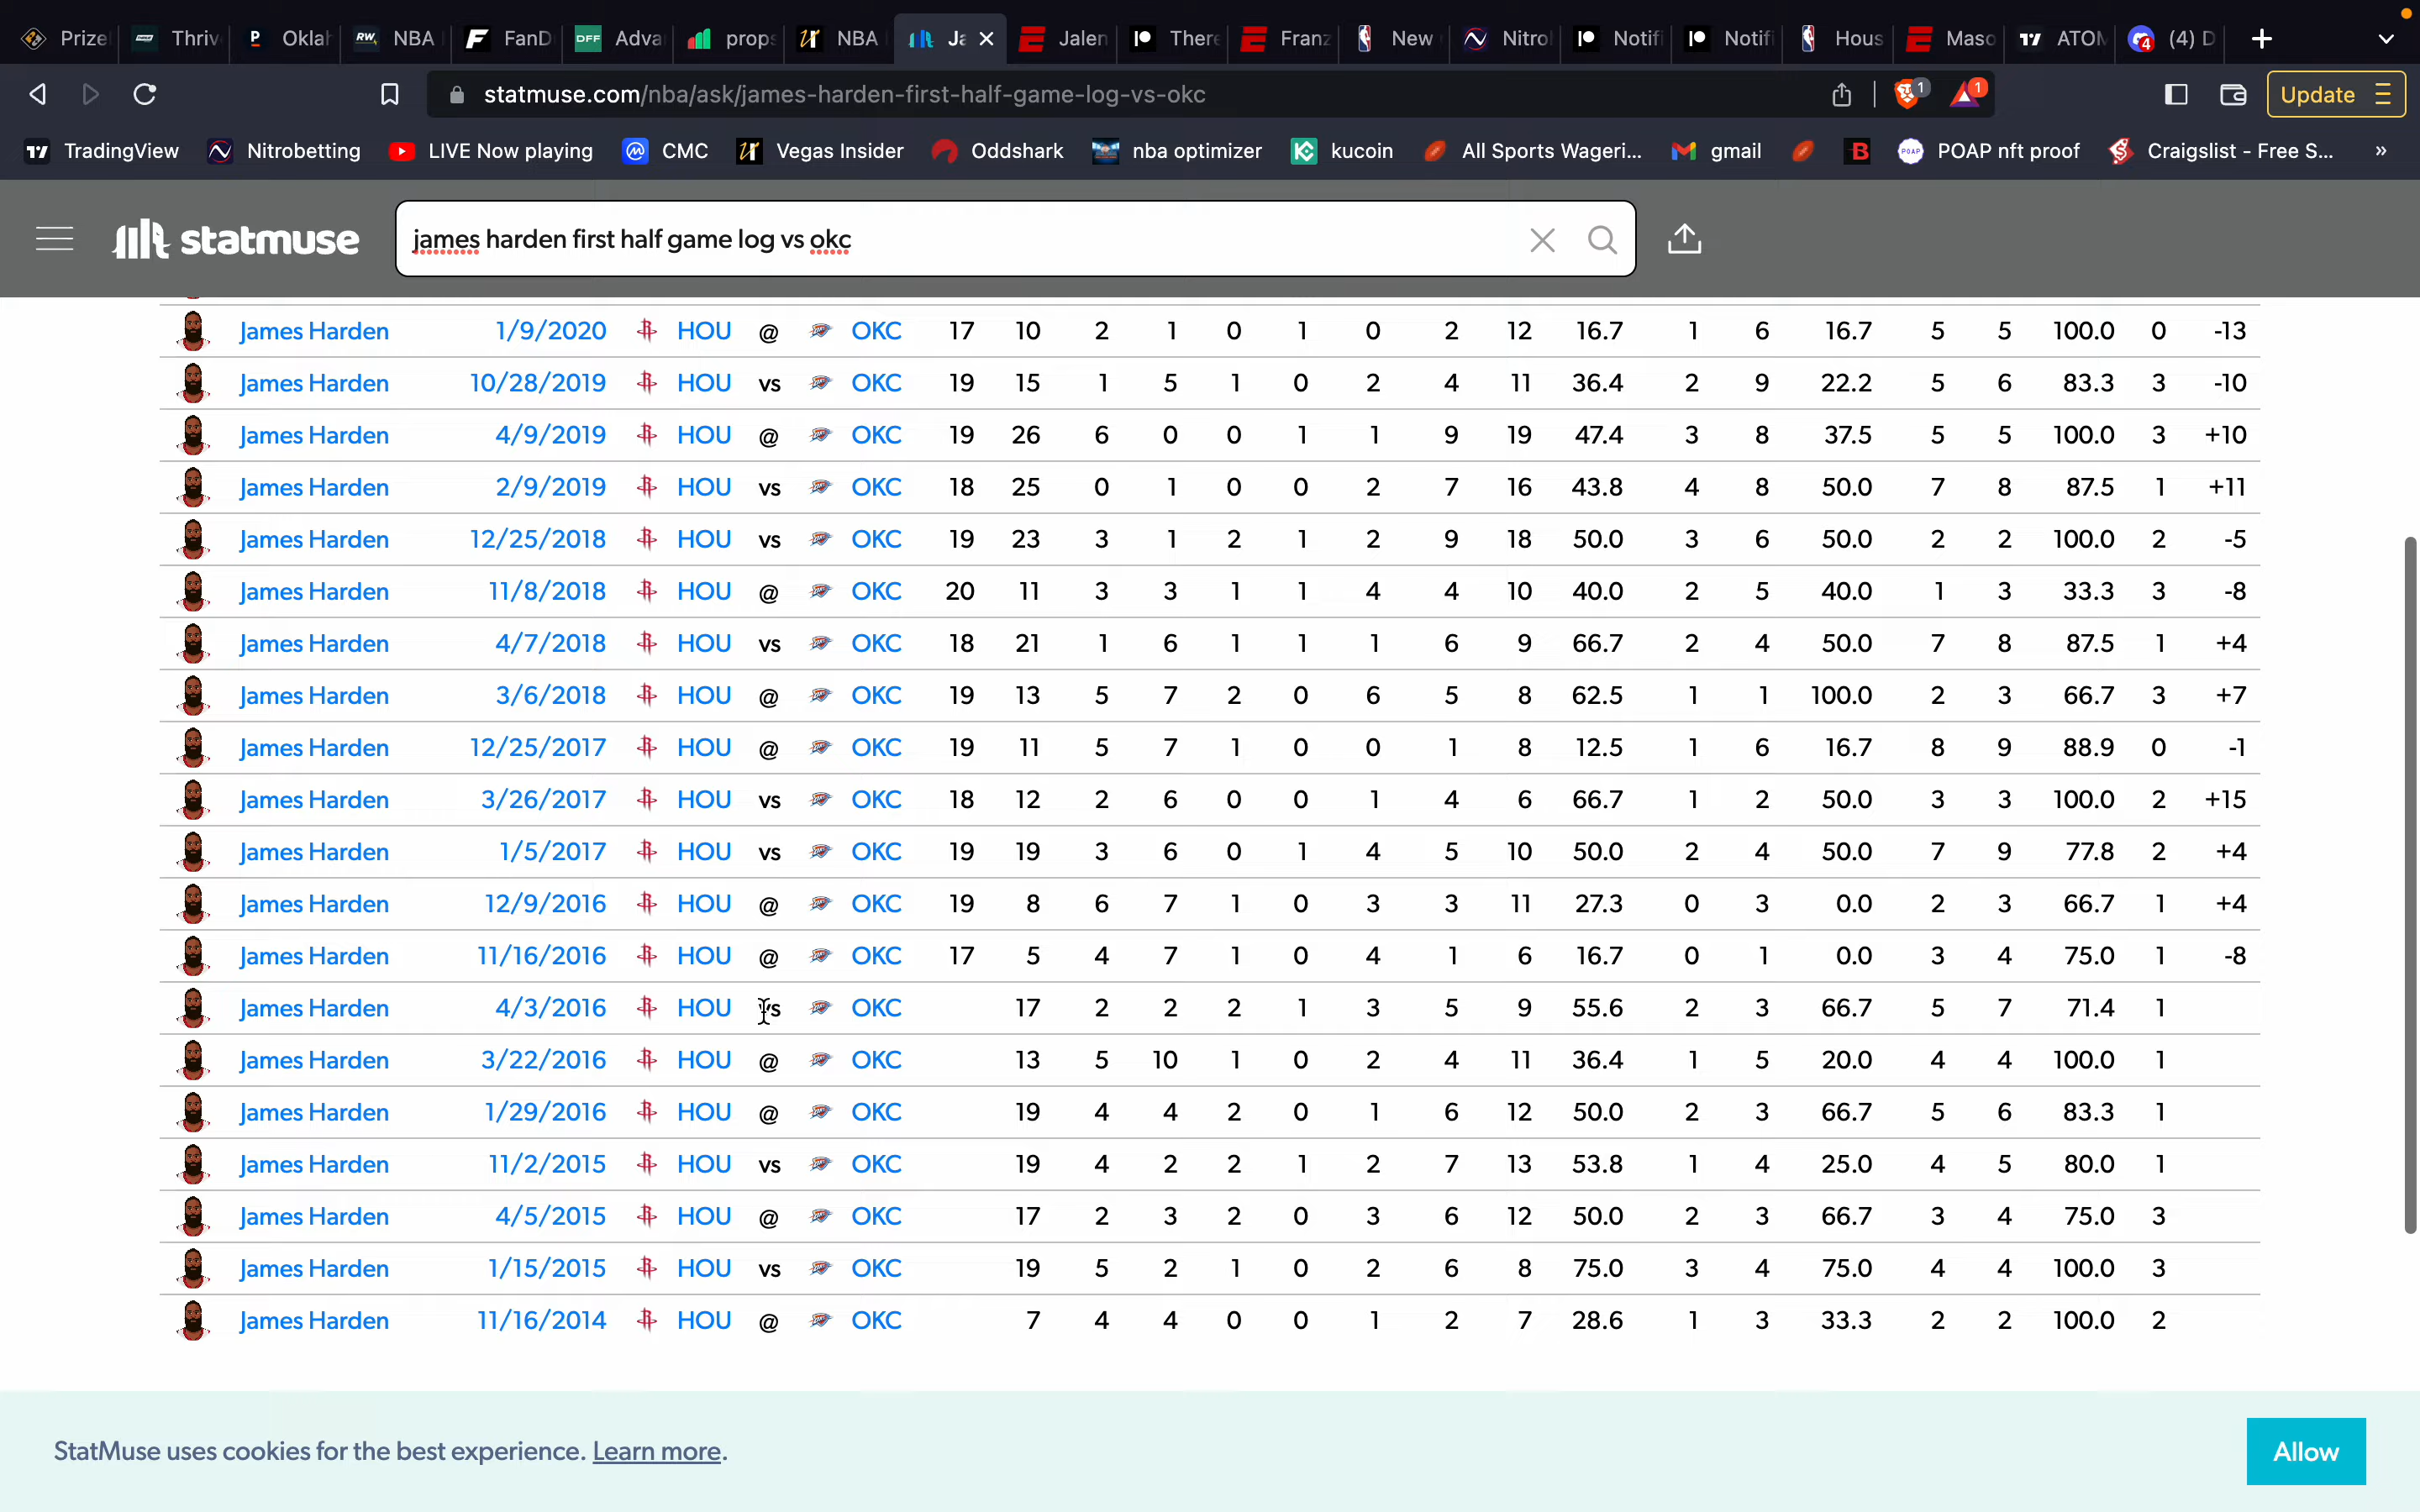 Prize Thriv Oklah NBA FanD Adva props NBA Ja Jalen There Franz New Nitro Notifi Notifi Hous Maso ATOM (4) D
statmuse.com/nba/ask/james-harden-first-half-game-log-vs-okc 1 1 Update
TradingView Nitrobetting LIVE Now playing CMC Vegas Insider Oddshark nba optimizer kucoin All Sports Wageri... gmail POAP nft proof Craigslist - Free S... »
statmuse james harden first half game log vs okc
James Harden 1/9/2020 HOU @ OKC 17 10 2 1 0 1 0 2 12 16.7 1 6 16.7 5 5 100.0 0 -13
James Harden 10/28/2019 HOU vs OKC 19 15 1 5 1 0 2 4 11 36.4 2 9 22.2 5 6 83.3 3 -10
James Harden 4/9/2019 HOU @ OKC 19 26 6 0 0 1 1 9 19 47.4 3 8 37.5 5 5 100.0 3 +10
James Harden 2/9/2019 HOU vs OKC 18 25 0 1 0 0 2 7 16 43.8 4 8 50.0 7 8 87.5 1 +11
James Harden 12/25/2018 HOU vs OKC 19 23 3 1 2 1 2 9 18 50.0 3 6 50.0 2 2 100.0 2 -5
James Harden 11/8/2018 HOU @ OKC 20 11 3 3 1 1 4 4 10 40.0 2 5 40.0 1 3 33.3 3 -8
James Harden 4/7/2018 HOU vs OKC 18 21 1 6 1 1 1 6 9 66.7 2 4 50.0 7 8 87.5 1 +4
James Harden 3/6/2018 HOU @ OKC 19 13 5 7 2 0 6 5 8 62.5 1 1 100.0 2 3 66.7 3 +7
James Harden 12/25/2017 HOU @ OKC 19 11 5 7 1 0 0 1 8 12.5 1 6 16.7 8 9 88.9 0 -1
James Harden 3/26/2017 HOU vs OKC 18 12 2 6 0 0 1 4 6 66.7 1 2 50.0 3 3 100.0 2 +15
James Harden 1/5/2017 HOU vs OKC 19 19 3 6 0 1 4 5 10 50.0 2 4 50.0 7 9 77.8 2 +4
James Harden 12/9/2016 HOU @ OKC 19 8 6 7 1 0 3 3 11 27.3 0 3 0.0 2 3 66.7 1 +4
James Harden 11/16/2016 HOU @ OKC 17 5 4 7 1 0 4 1 6 16.7 0 1 0.0 3 4 75.0 1 -8
James Harden 4/3/2016 HOU vs OKC 17 2 2 2 1 3 5 9 55.6 2 3 66.7 5 7 71.4 1
James Harden 3/22/2016 HOU @ OKC 13 5 10 1 0 2 4 11 36.4 1 5 20.0 4 4 100.0 1
James Harden 1/29/2016 HOU @ OKC 19 4 4 2 0 1 6 12 50.0 2 3 66.7 5 6 83.3 1
James Harden 11/2/2015 HOU vs OKC 19 4 2 2 1 2 7 13 53.8 1 4 25.0 4 5 80.0 1
James Harden 4/5/2015 HOU @ OKC 17 2 3 2 0 3 6 12 50.0 2 3 66.7 3 4 75.0 3
James Harden 1/15/2015 HOU vs OKC 19 5 2 1 0 2 6 8 75.0 3 4 75.0 4 4 100.0 3
James Harden 11/16/2014 HOU @ OKC 7 4 4 0 0 1 2 7 28.6 1 3 33.3 2 2 100.0 2
StatMuse uses cookies for the best experience. Learn more. Allow